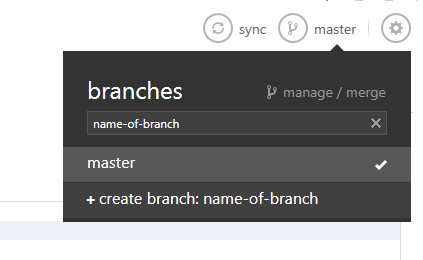 sync master
branches manage / merge
name-of-branch
master
+ create branch: name-of-branch